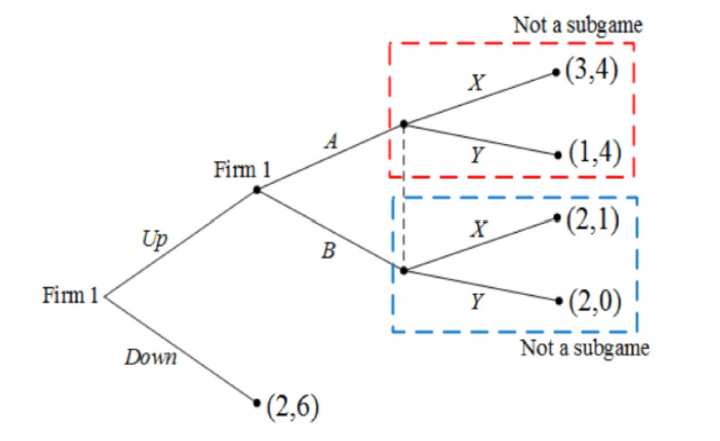 Not a subgame
X
(3,4)
A
Firm 1
Y
(1,4)
Up
B
X
(2,1)
Firm 1
Y
(2,0)
Down
Not a subgame
(2,6)